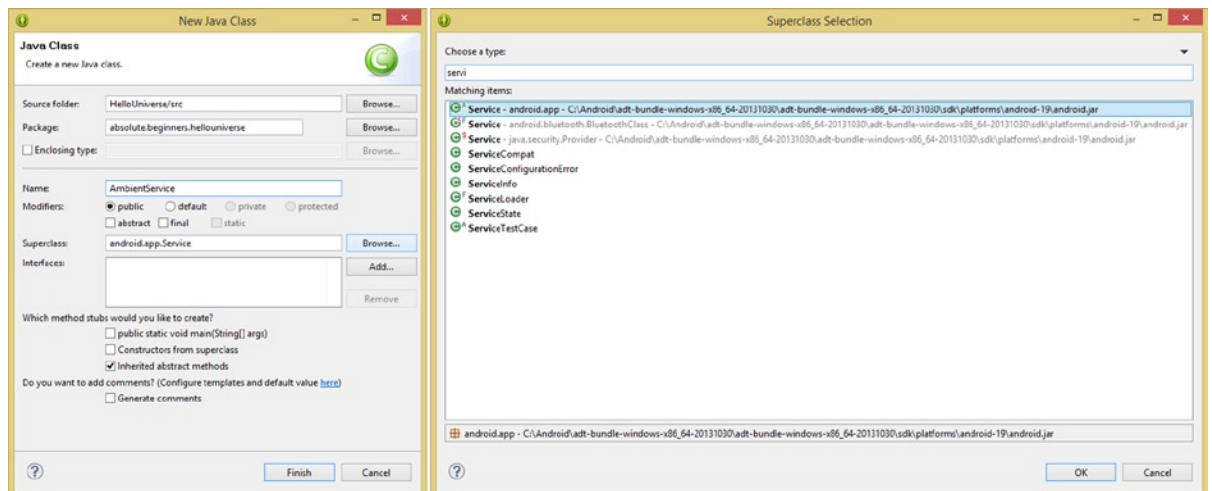 New Java Class
Java Class
Create a new Java class.
Source folder: HelloUniverse/src Browse...
Package: absolute.beginners.hellouniverse Browse...
Enclosing type: Browse...
Name: AmbientService
Modifiers: public default private protected
abstract final static
Superclass: android.app.Service Browse...
Interfaces: Add...
Remove
Which method stubs would you like to create?
public static void main(String[] args)
Constructors from superclass
Inherited abstract methods
Do you want to add comments? (Configure templates and default value here)
Generate comments
Finish Cancel
Superclass Selection
Choose a type:
servi
Matching items:
Service - android.app - C:\Android\adt-bundle-windows-x86_64-20131030\adt-bundle-windows-x86_64-20131030\sdk\platforms\android-19\android.jar
Service - android.bluetooth.BluetoothClass - C:\Android\adt-bundle-windows-x86_64-20131030\adt-bundle-windows-x86_64-20131030\sdk\platforms\android-19\android.jar
Service - java.security.Provider - C:\Android\adt-bundle-windows-x86_64-20131030\adt-bundle-windows-x86_64-20131030\sdk\platforms\android-19\android.jar
ServiceCompat
ServiceConfigurationError
ServiceInfo
ServiceLoader
ServiceState
ServiceTestCase
android.app - C:\Android\adt-bundle-windows-x86_64-20131030\adt-bundle-windows-x86_64-20131030\sdk\platforms\android-19\android.jar
OK Cancel